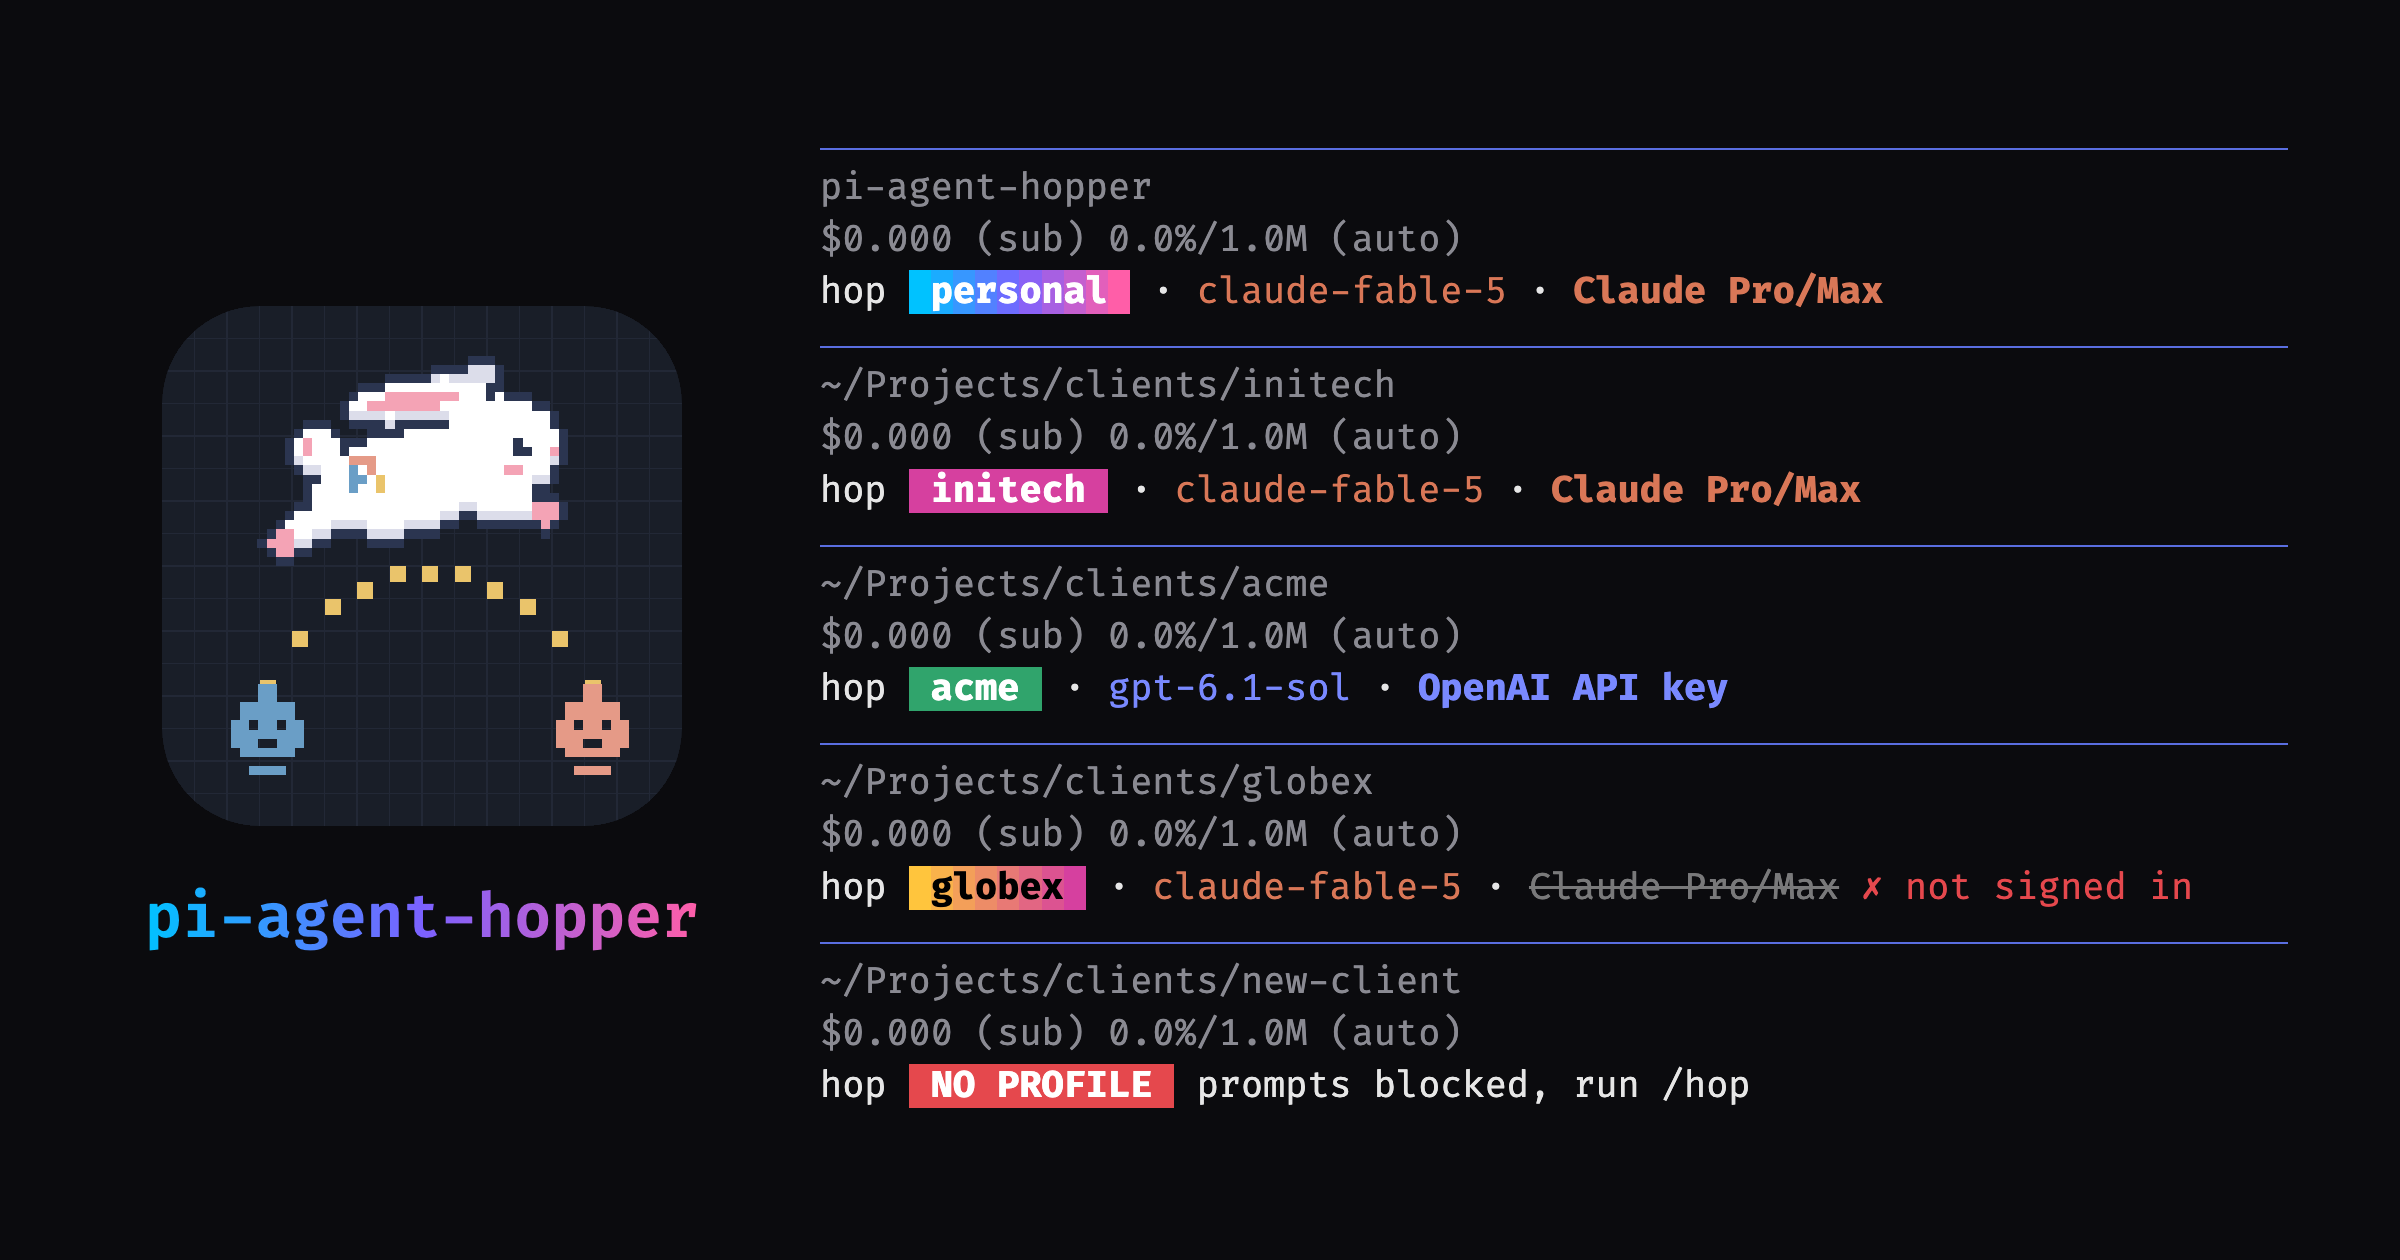 pi-agent-hopper
pi-agent-hopper
$0.000 (sub) 0.0%/1.0M (auto)
hop personal · claude-fable-5 · Claude Pro/Max
~/Projects/clients/initech
$0.000 (sub) 0.0%/1.0M (auto)
hop initech · claude-fable-5 · Claude Pro/Max
~/Projects/clients/acme
$0.000 (sub) 0.0%/1.0M (auto)
hop acme · gpt-6.1-sol · OpenAI API key
~/Projects/clients/globex
$0.000 (sub) 0.0%/1.0M (auto)
hop globex · claude-fable-5 · Claude Pro/Max ✗ not signed in
~/Projects/clients/new-client
$0.000 (sub) 0.0%/1.0M (auto)
hop NO PROFILE prompts blocked, run /hop